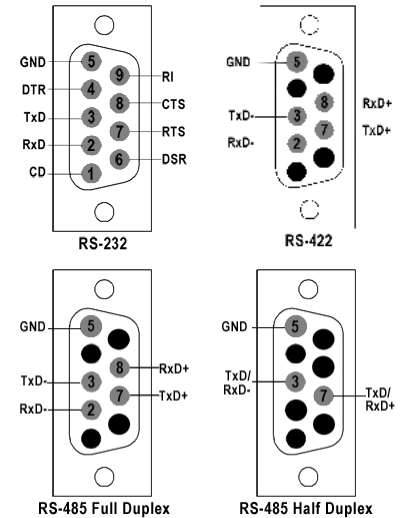 GND 5
9 RI
DTR 4
8 CTS
TxD 3
7 RTS
RxD 2
6 DSR
CD 1
RS-232
GND 5
8 RxD+
TxD- 3
7 TxD+
RxD- 2
RS-422
GND 5
8 RxD+
TxD- 3
7 TxD+
RxD- 2
RS-485 Full Duplex
GND 5
TxD/
RxD- 3
7 TxD/
RxD+
RS-485 Half Duplex